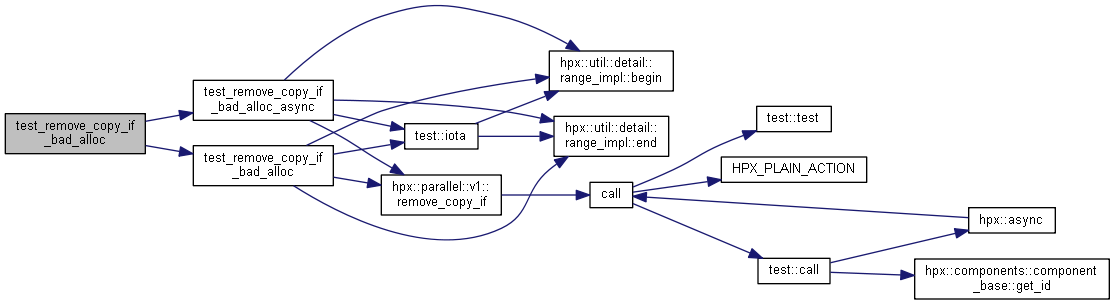 test_remove_copy_if
_bad_alloc
test_remove_copy_if
_bad_alloc_async
test_remove_copy_if
_bad_alloc
hpx::util::detail::
range_impl::begin
test::iota
hpx::util::detail::
range_impl::end
hpx::parallel::v1::
remove_copy_if
call
test::test
HPX_PLAIN_ACTION
test::call
hpx::async
hpx::components::component
_base::get_id